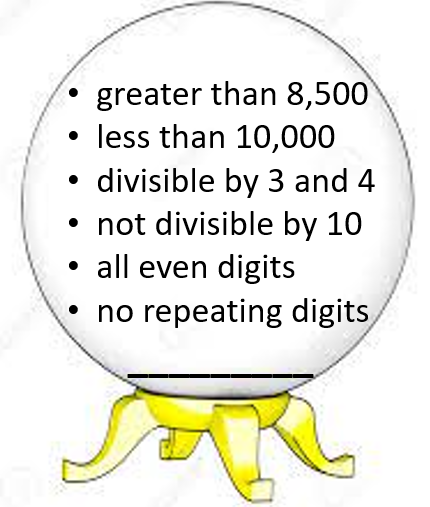 • greater than 8,500
• less than 10,000
• divisible by 3 and 4
• not divisible by 10
• all even digits
• no repeating digits
__________